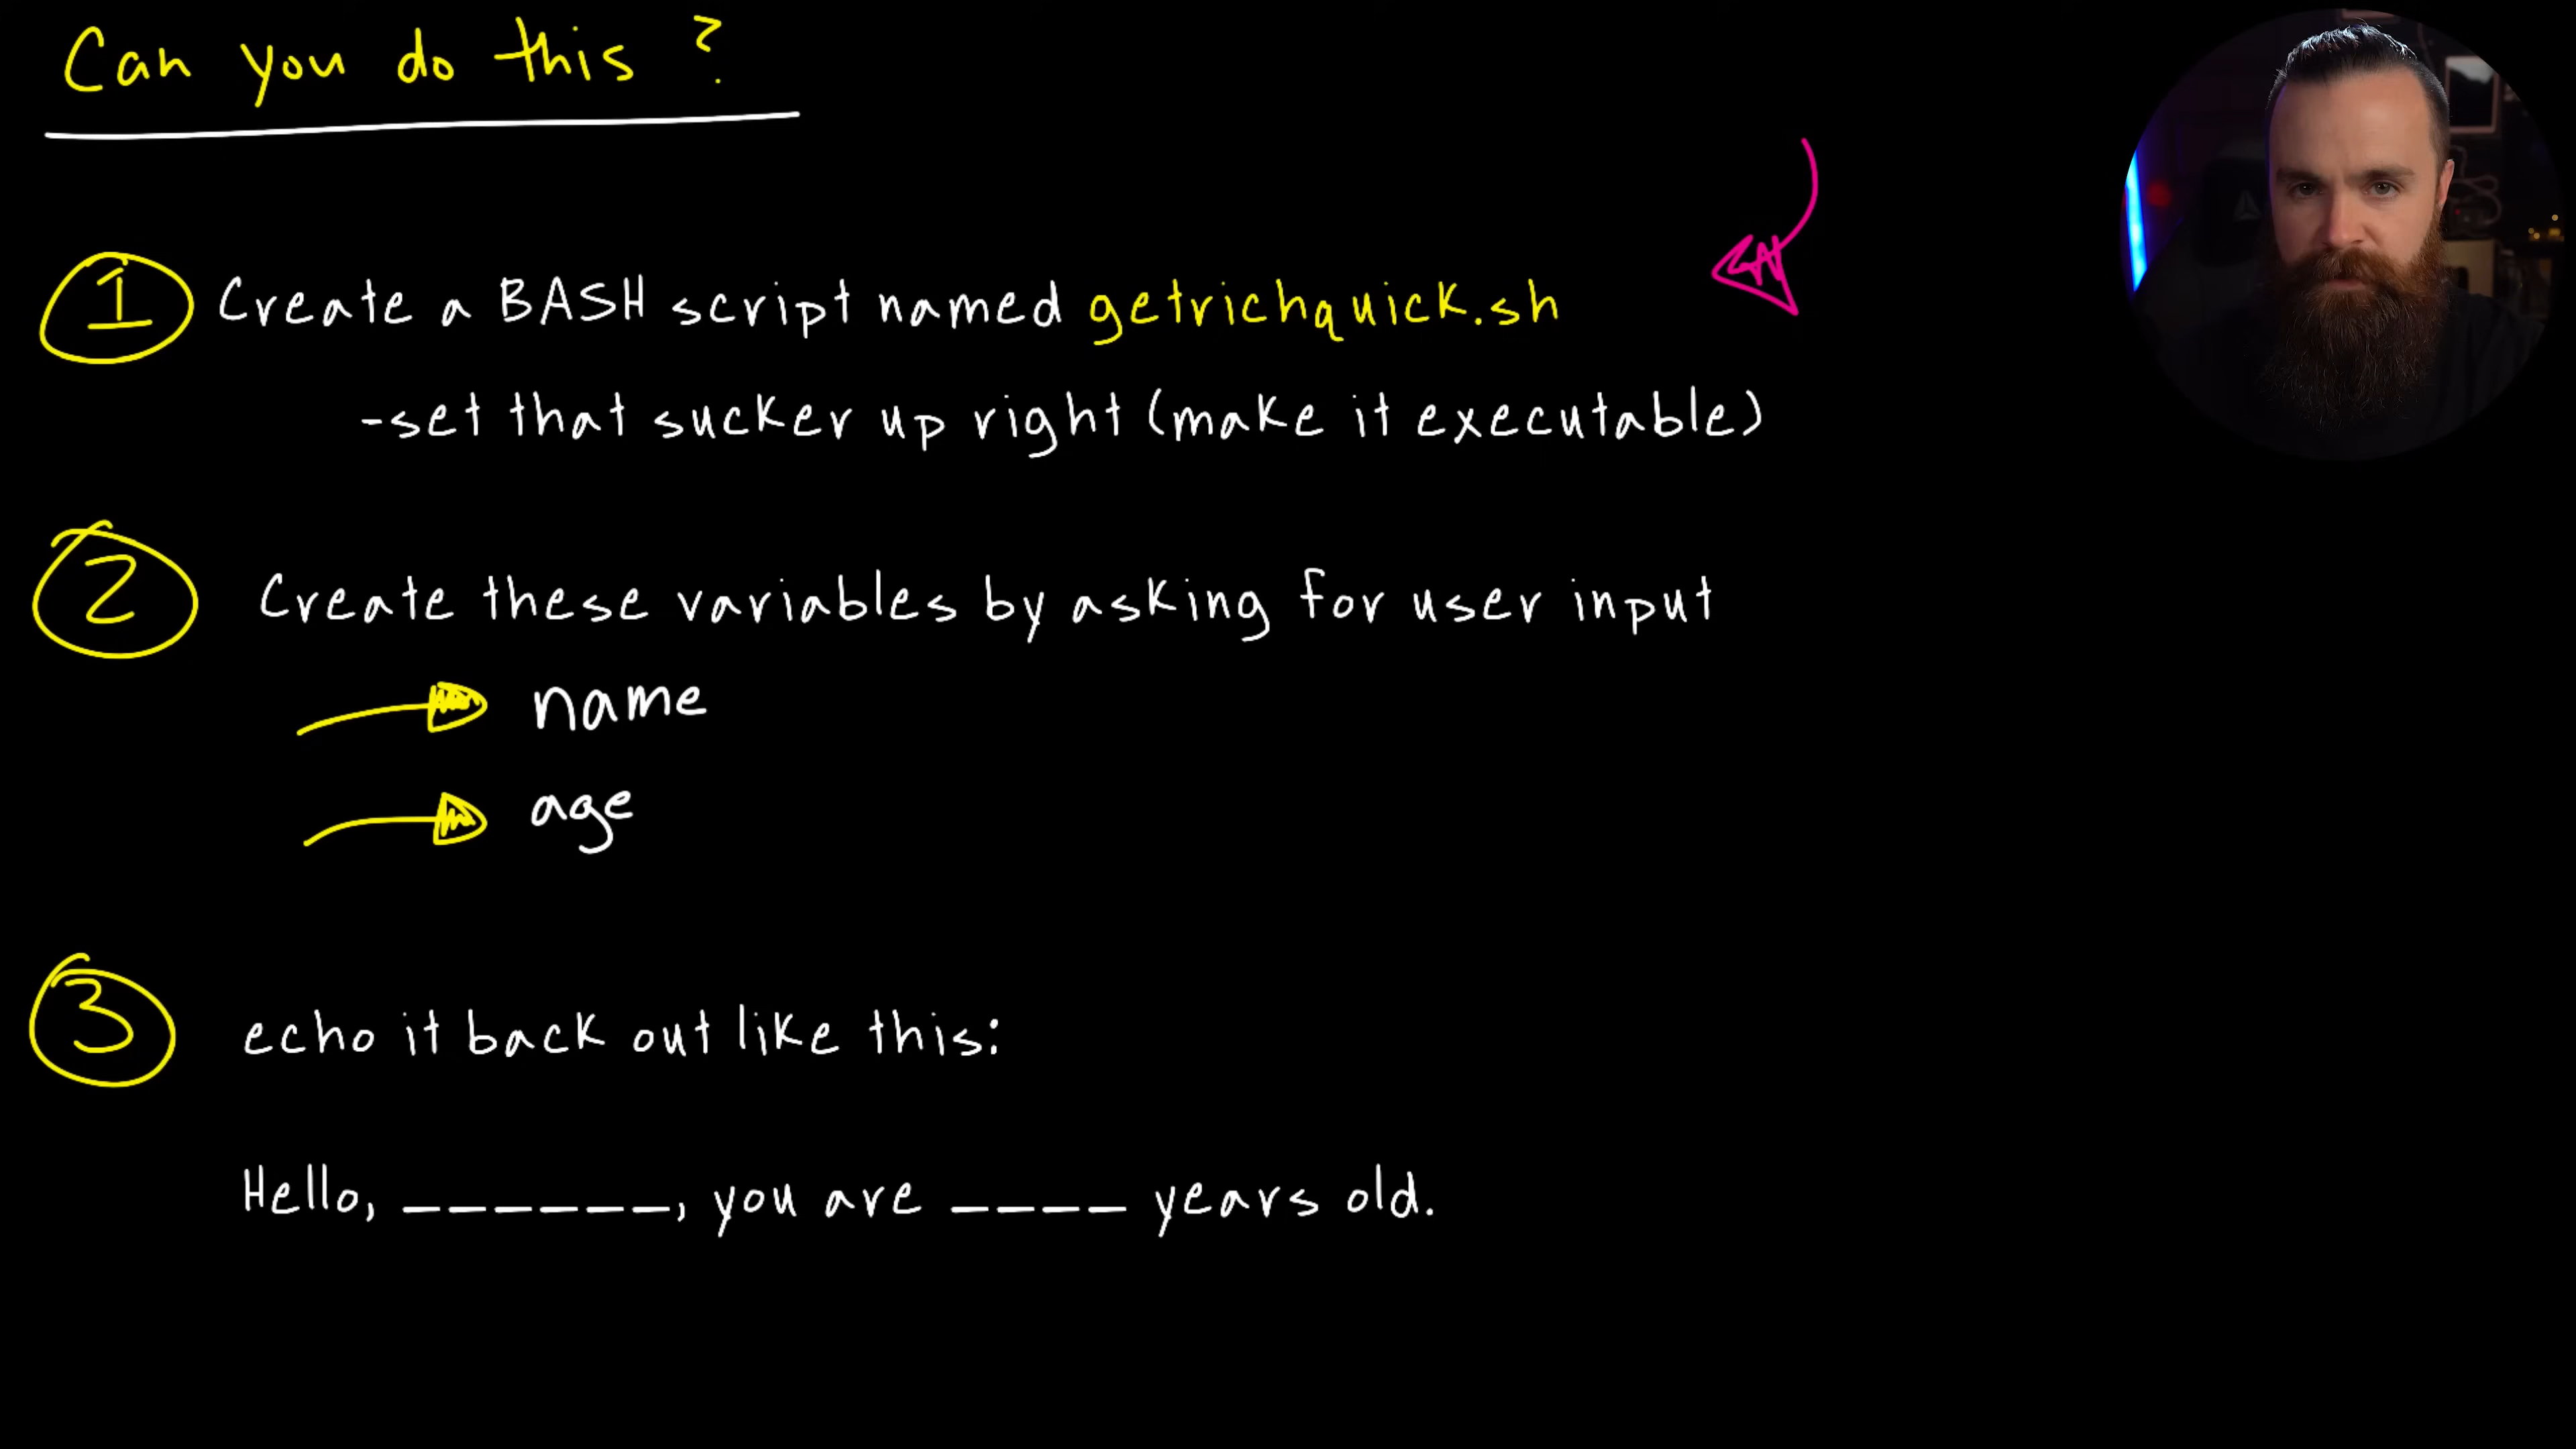 Can you do this?
1 Create a BASH script named getrichquick.sh
-set that sucker up right (make it executable)
2 Create these variables by asking for user input
name
age
3 echo it back out like this:
Hello, ______, you are ____ years old.